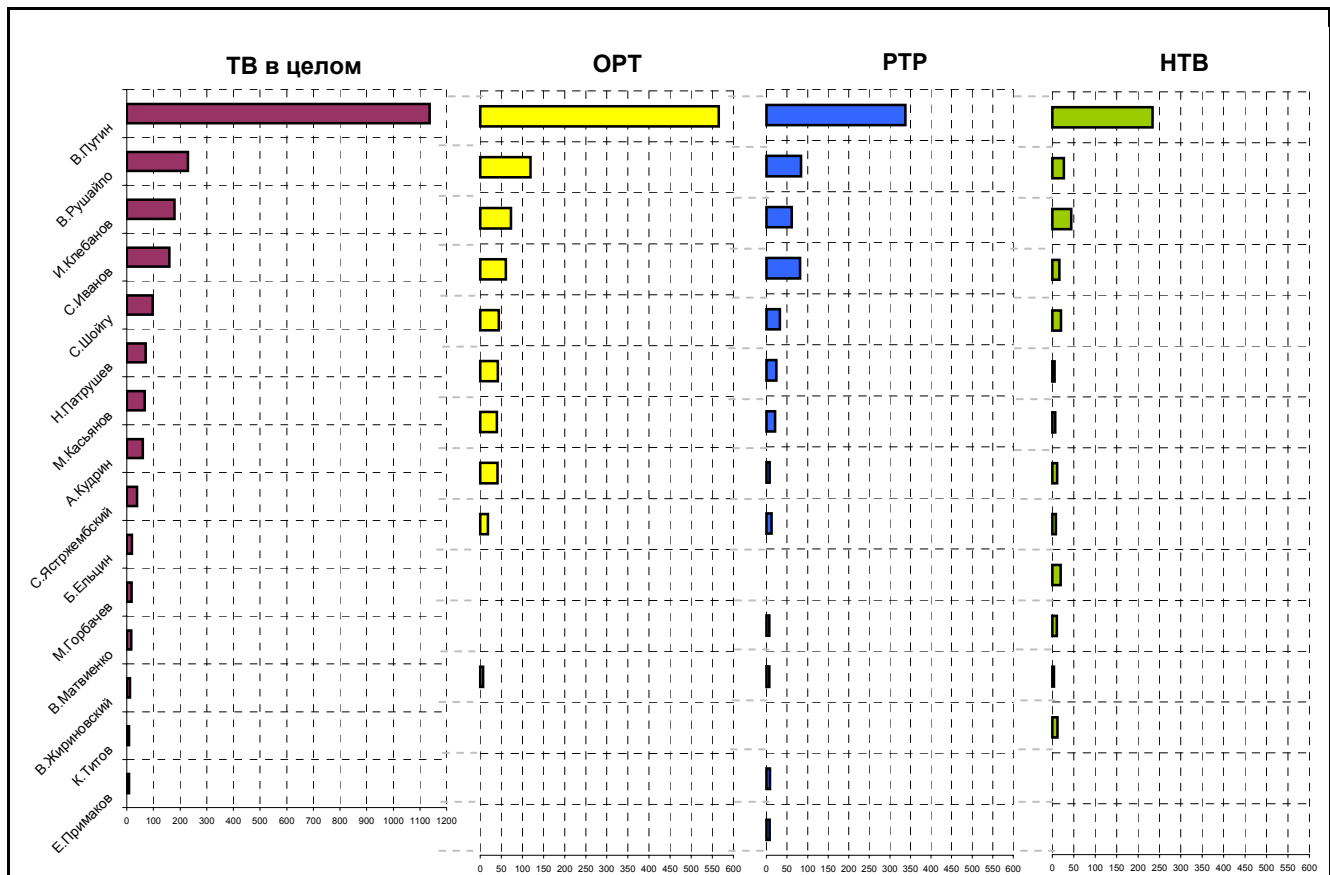 ТВ в целом
ОРТ
РТР
НТВ
В.Путин
В.Рушайло
И.Клебанов
С.Иванов
С.Шойгу
Н.Патрушев
М.Касьянов
А.Кудрин
С.Ястржембский
Б.Ельцин
М.Горбачев
В.Матвиенко
В.Жириновский
К.Титов
Е.Примаков
0 100 200 300 400 500 600 700 800 900 1000 1100 1200
0 50 100 150 200 250 300 350 400 450 500 550 600
0 50 100 150 200 250 300 350 400 450 500 550 600
0 50 100 150 200 250 300 350 400 450 500 550 600